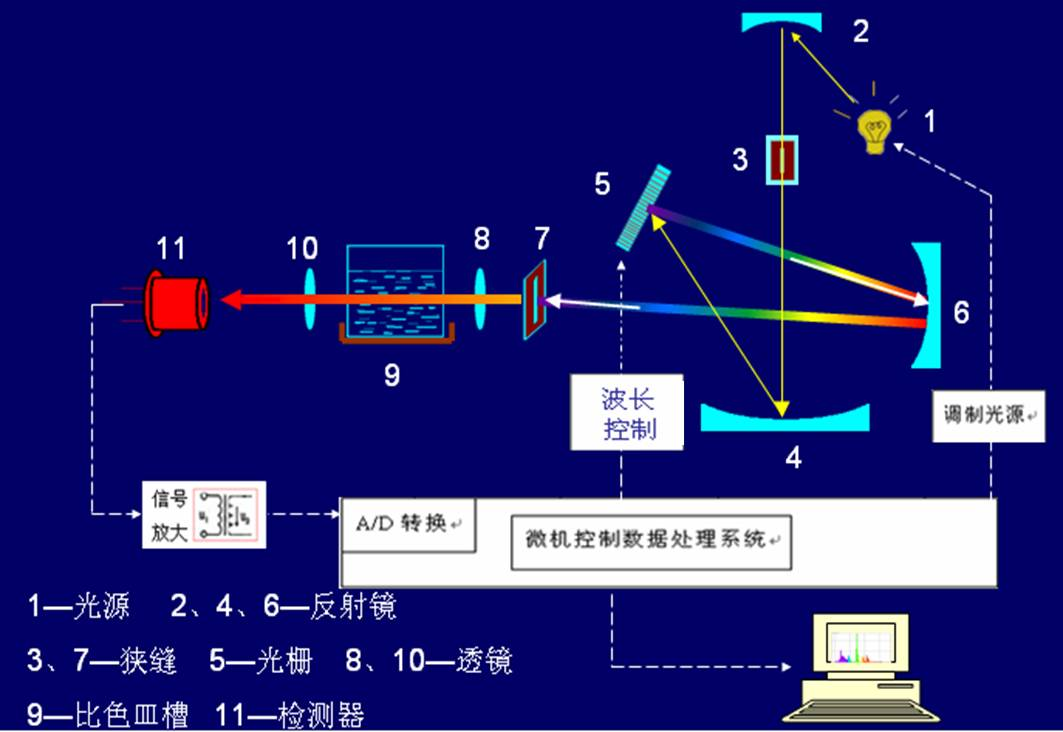 2
1
3
5
11
10
8
7
6
9
波长
控制
调制光源
4
信号
放大
u₁
u₂
A/D 转换
微机控制数据处理系统
1—光源 2、4、6—反射镜
3、7—狭缝 5—光栅 8、10—透镜
9—比色皿槽 11—检测器